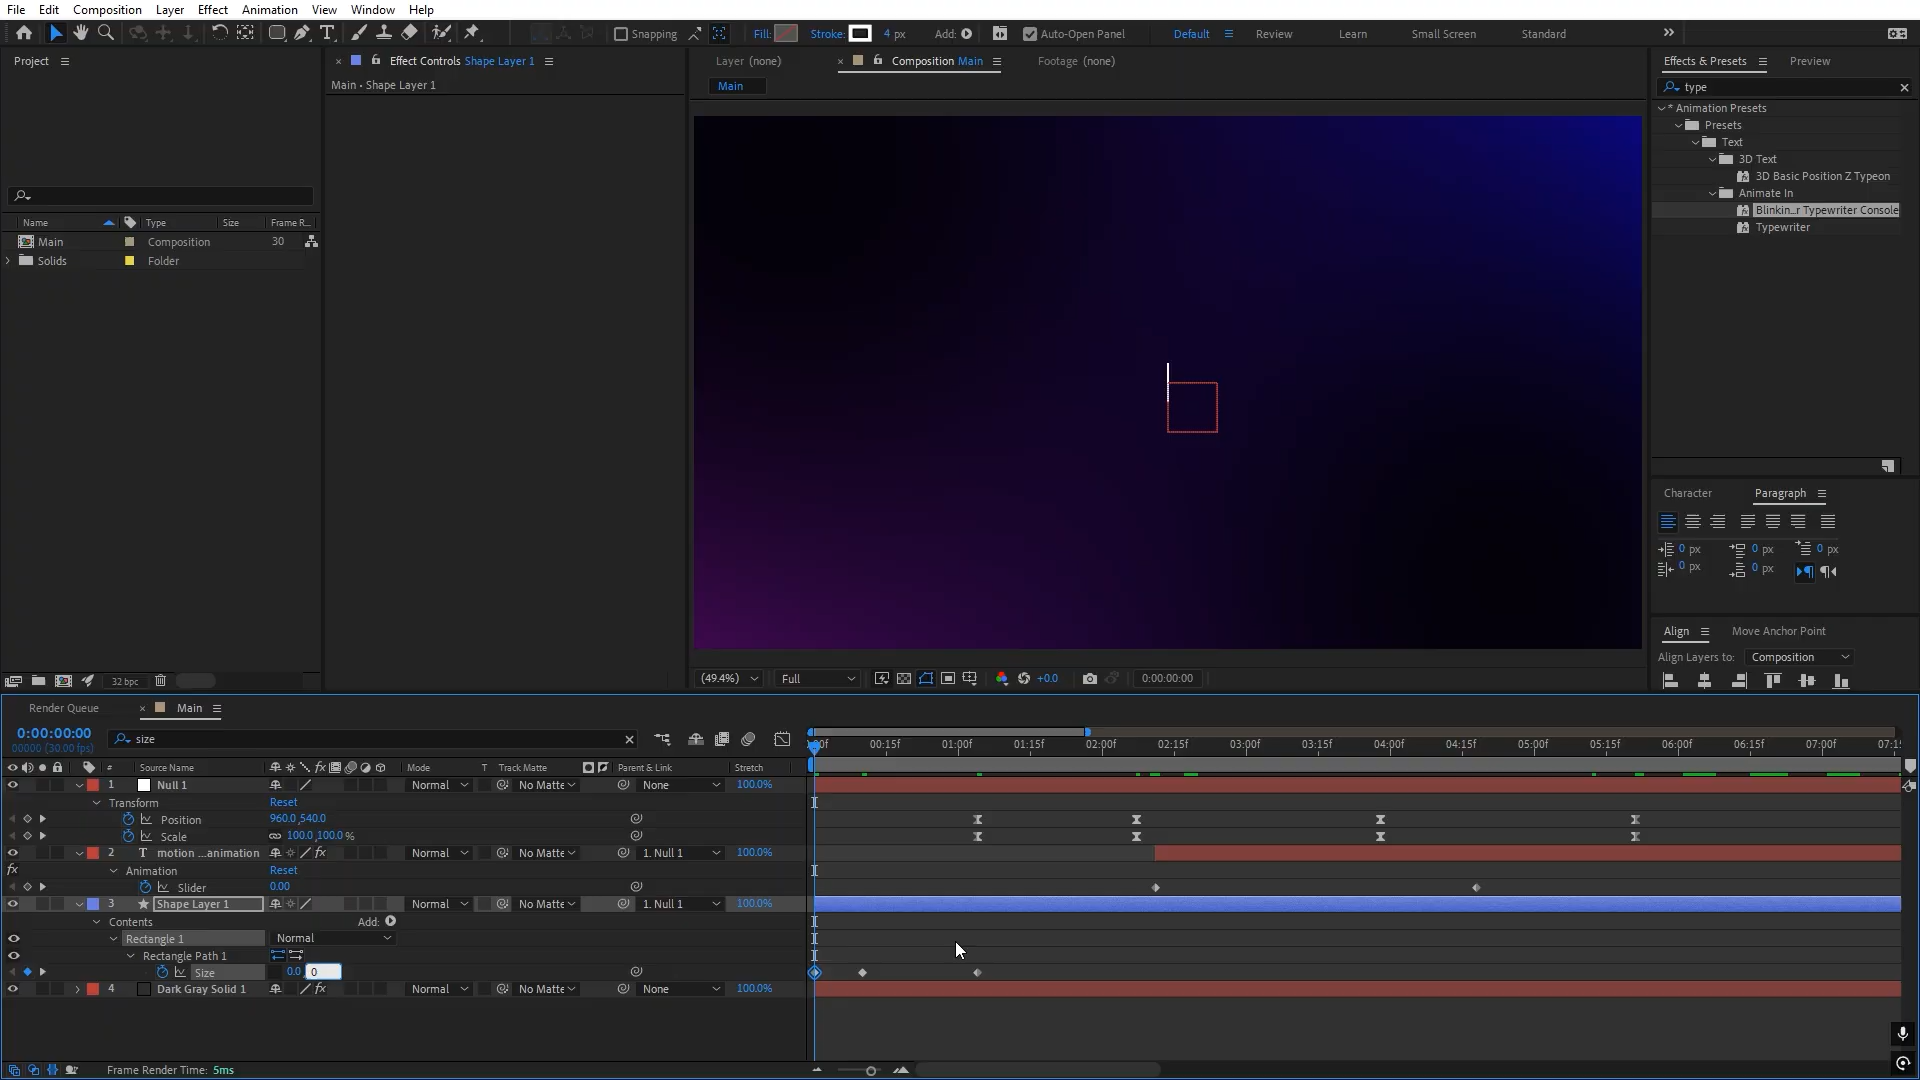 File Edit Composition Layer Effect Animation View Window Help
Snapping Fill: Stroke: 4 px Add: Auto-Open Panel Default Review Learn Small Screen Standard
Project Effect Controls Shape Layer 1 Layer (none) Composition Main Footage (none) Effects & Presets Preview
Main • Shape Layer 1
Main
type
* Animation Presets
Presets
Text
3D Text
3D Basic Position Z Typeon
Animate In
Blinkin...r Typewriter Console
Typewriter
Name Type Size Frame R...
Main Composition 30
Solids Folder
Character Paragraph
0 px 0 px 0 px
0 px 0 px
Align Move Anchor Point
Align Layers to: Composition
32 bpc
(49.4%) Full +0.0 0:00:00:00
Render Queue Main
0:00:00:00
00000 (30.00 fps)
size
00:15f 01:00f 01:15f 02:00f 02:15f 03:00f 03:15f 04:00f 04:15f 05:00f 05:15f 06:00f 06:15f 07:00f
# Source Name fx Mode T Track Matte Parent & Link Stretch
1 Null 1 Normal No Matte None 100.0%
Transform Reset
Position 960.0,540.0
Scale 100.0,100.0%
2 T motion ...animation fx Normal No Matte 1. Null 1 100.0%
fx Animation Reset
Slider 0.00
3 Shape Layer 1 Normal No Matte 1. Null 1 100.0%
Contents Add:
Rectangle 1 Normal
Rectangle Path 1
Size 0.0 0
4 Dark Gray Solid 1 fx Normal No Matte None 100.0%
Frame Render Time: 5ms